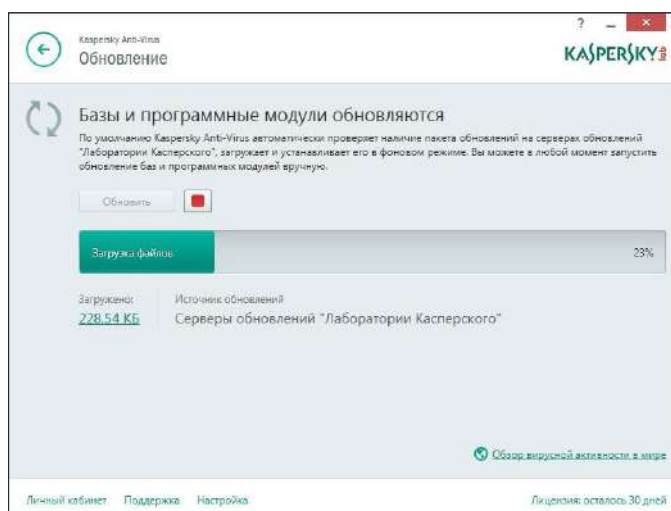 Kaspersky Anti-Virus
Обновление
KASPERSKY lab
Базы и программные модули обновляются
По умолчанию Kaspersky Anti-Virus автоматически проверяет наличие пакета обновлений на серверах обновлений
"Лаборатории Касперского", загружает и устанавливает его в фоновом режиме. Вы можете в любой момент запустить
обновление баз и программных модулей вручную.
Обновить
Загрузка файлов 23%
Загружено: Источник обновлений
228,54 КБ Серверы обновлений "Лаборатории Касперского"
Обзор вирусной активности в мире
Личный кабинет Поддержка Настройка Лицензия: осталось 30 дней